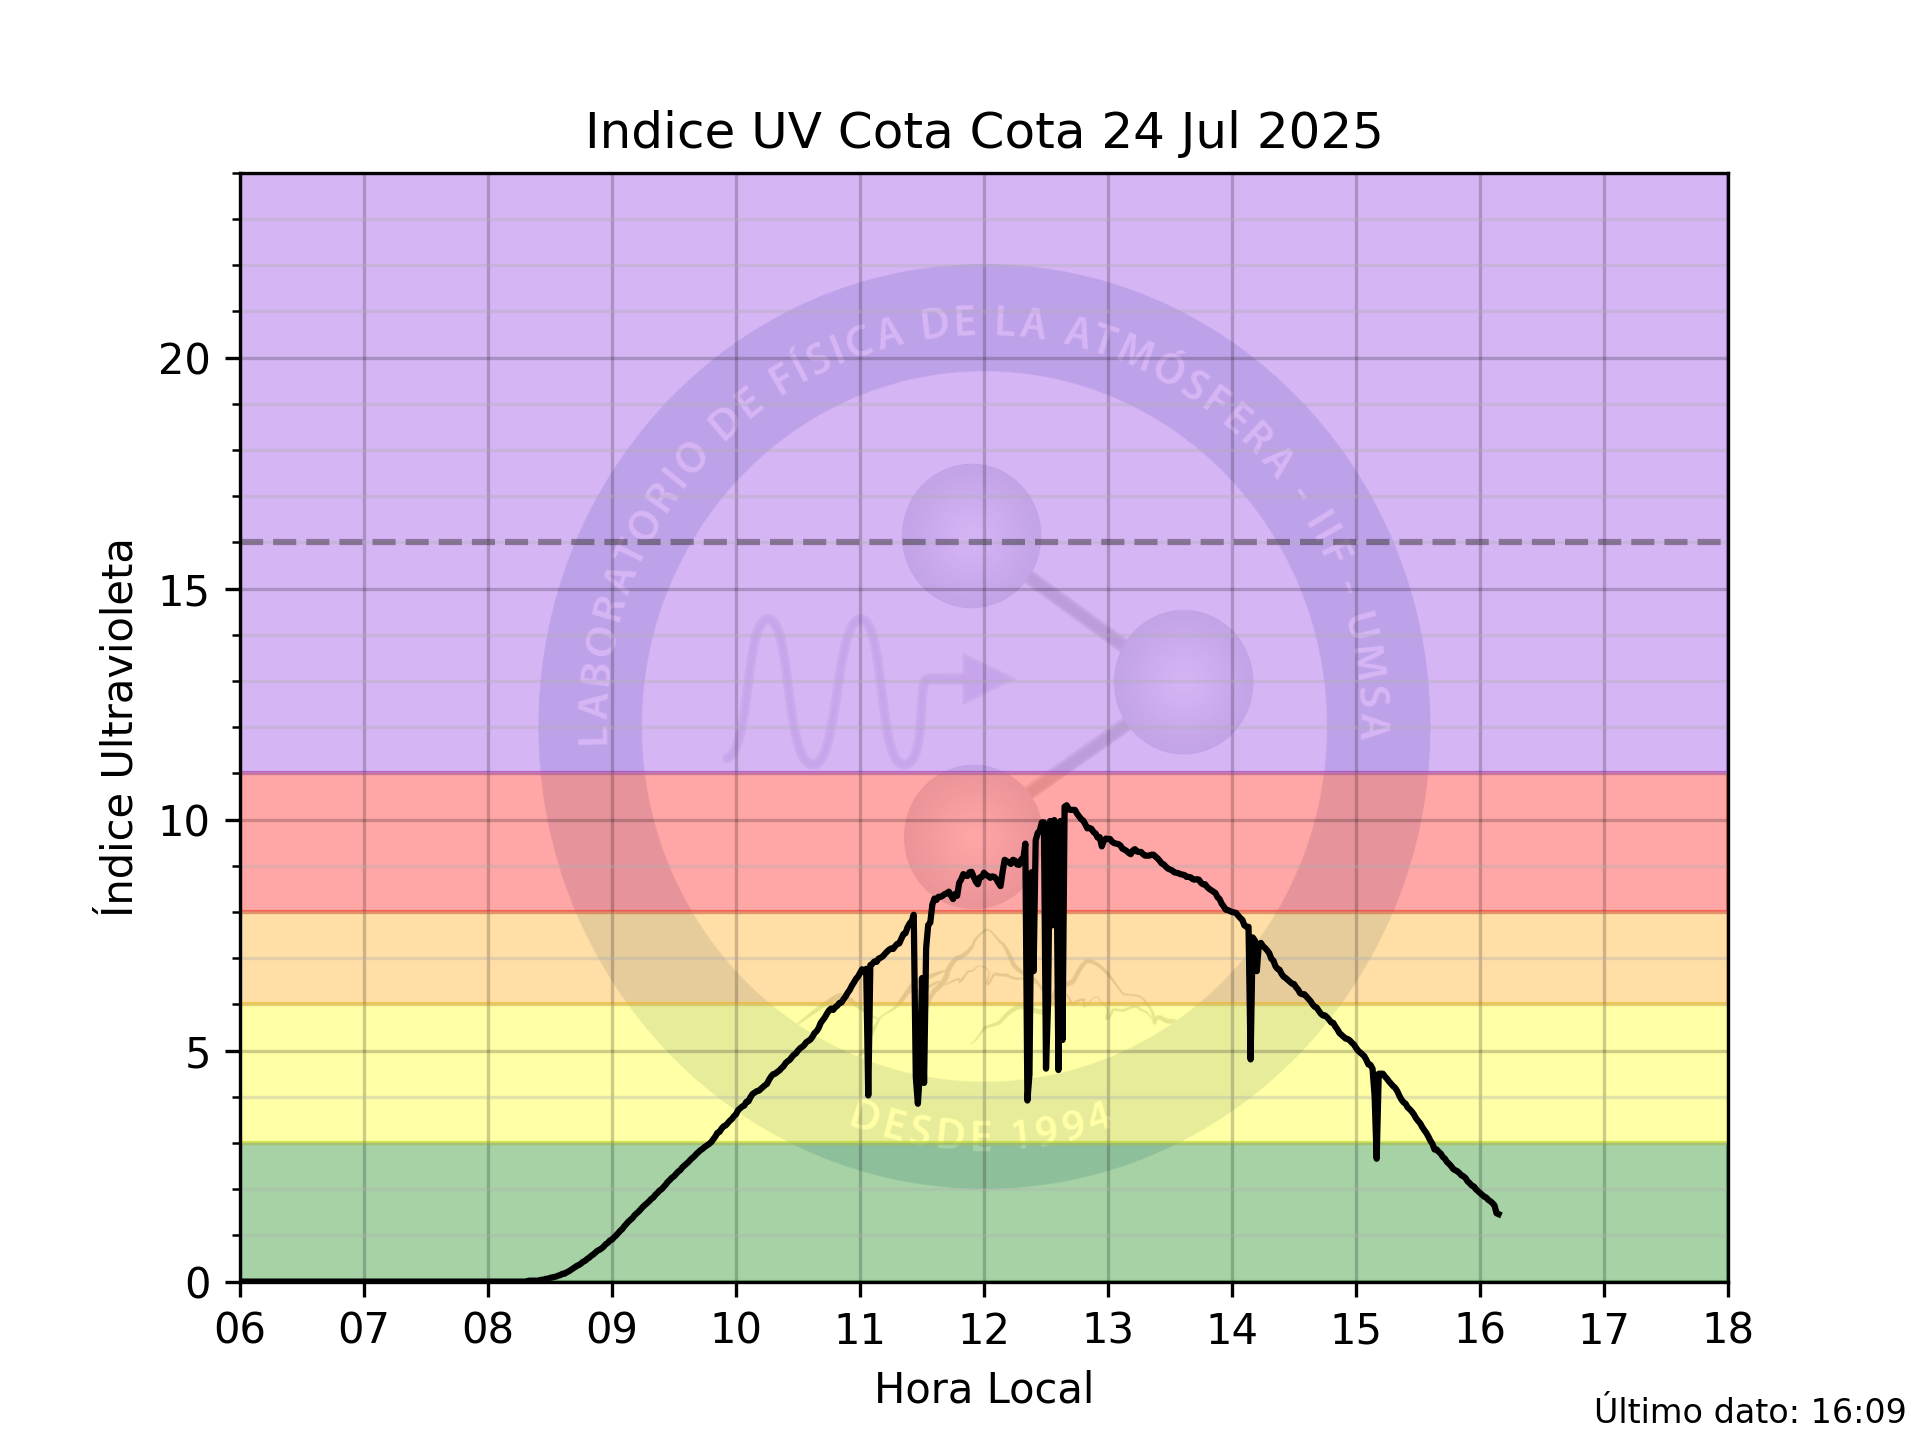 Indice UV Cota Cota 24 Jul 2025
Índice Ultravioleta
20
15
10
5
0
LABORATORIO DE FÍSICA DE LA ATMÓSFERA - IIF - UMSA
DESDE 1994
06 07 08 09 10 11 12 13 14 15 16 17 18
Hora Local
Último dato: 16:09